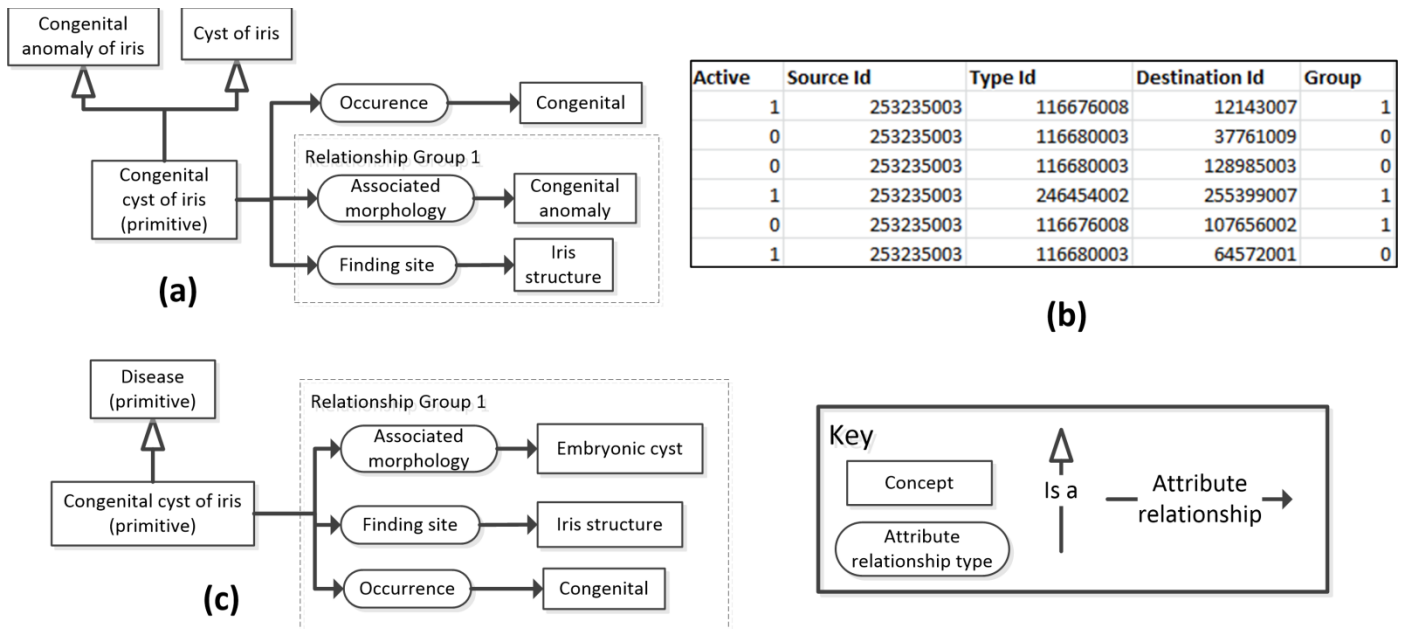 Congenital
anomaly of iris
Cyst of iris
Occurence
Congenital
Relationship Group 1
Congenital
cyst of iris
(primitive)
Associated
morphology
Congenital
anomaly
Finding site
Iris
structure
(a)
Active Source Id Type Id Destination Id Group
1 253235003 116676008 12143007 1
0 253235003 116680003 37761009 0
0 253235003 116680003 128985003 0
1 253235003 246454002 255399007 1
0 253235003 116676008 107656002 1
1 253235003 116680003 64572001 0
(b)
Disease
(primitive)
Relationship Group 1
Associated
morphology
Embryonic cyst
Congenital cyst of iris
(primitive)
Finding site
Iris structure
Occurrence
Congenital
(c)
Key
Concept
Attribute
relationship type
Is a
Attribute
relationship